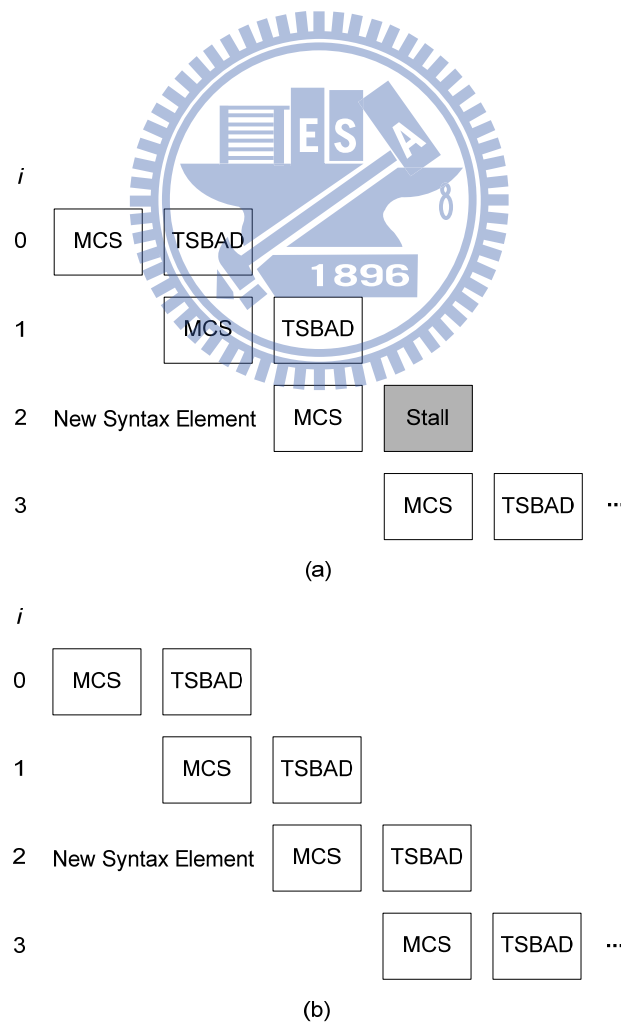 E S A
1896
i
0 MCS TSBAD
1 MCS TSBAD
2 New Syntax Element MCS Stall
3 MCS TSBAD ...
(a)
i
0 MCS TSBAD
1 MCS TSBAD
2 New Syntax Element MCS TSBAD
3 MCS TSBAD ...
(b)